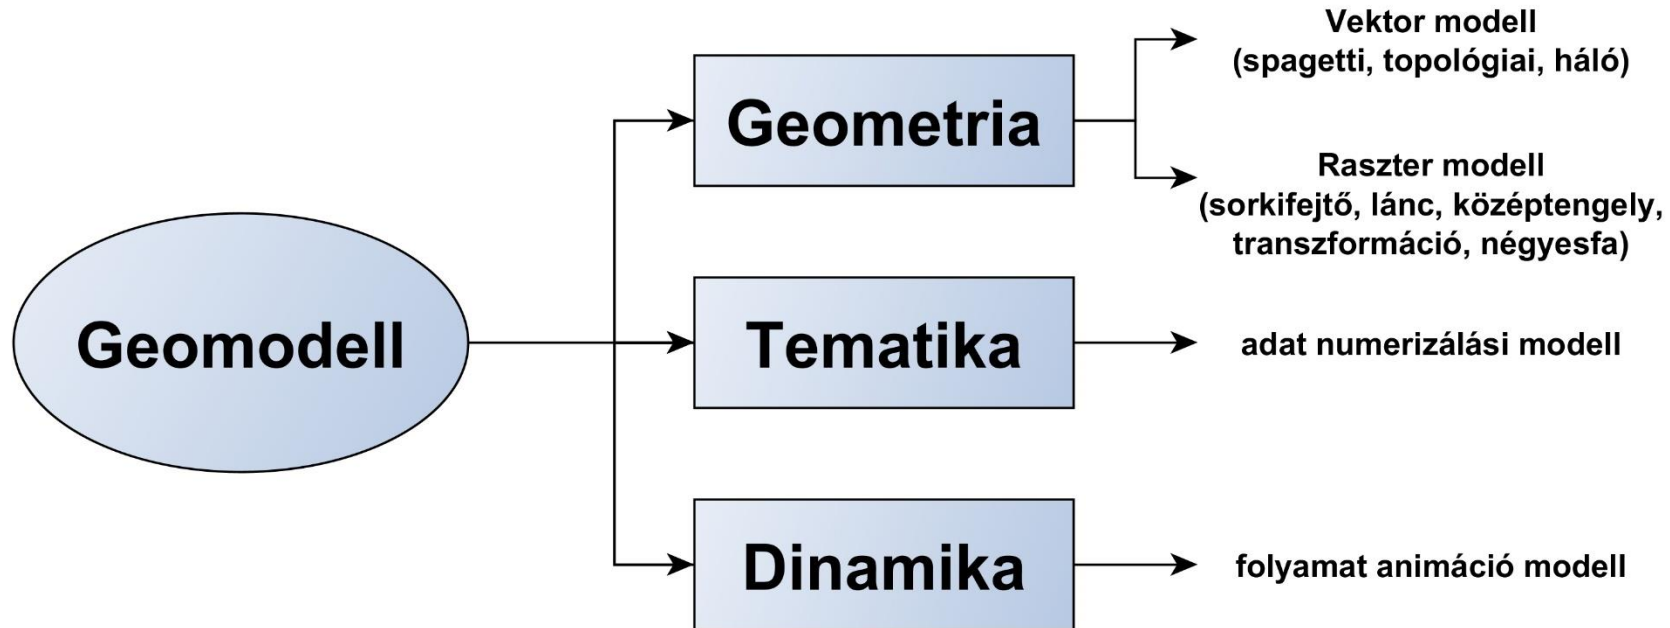 Geomodell
Geometria
Vektor modell
(spagetti, topológiai, háló)
Raszter modell
(sorkifejtő, lánc, középtengely,
transzformáció, négyesfa)
Tematika
adat numerizálási modell
Dinamika
folyamat animáció modell